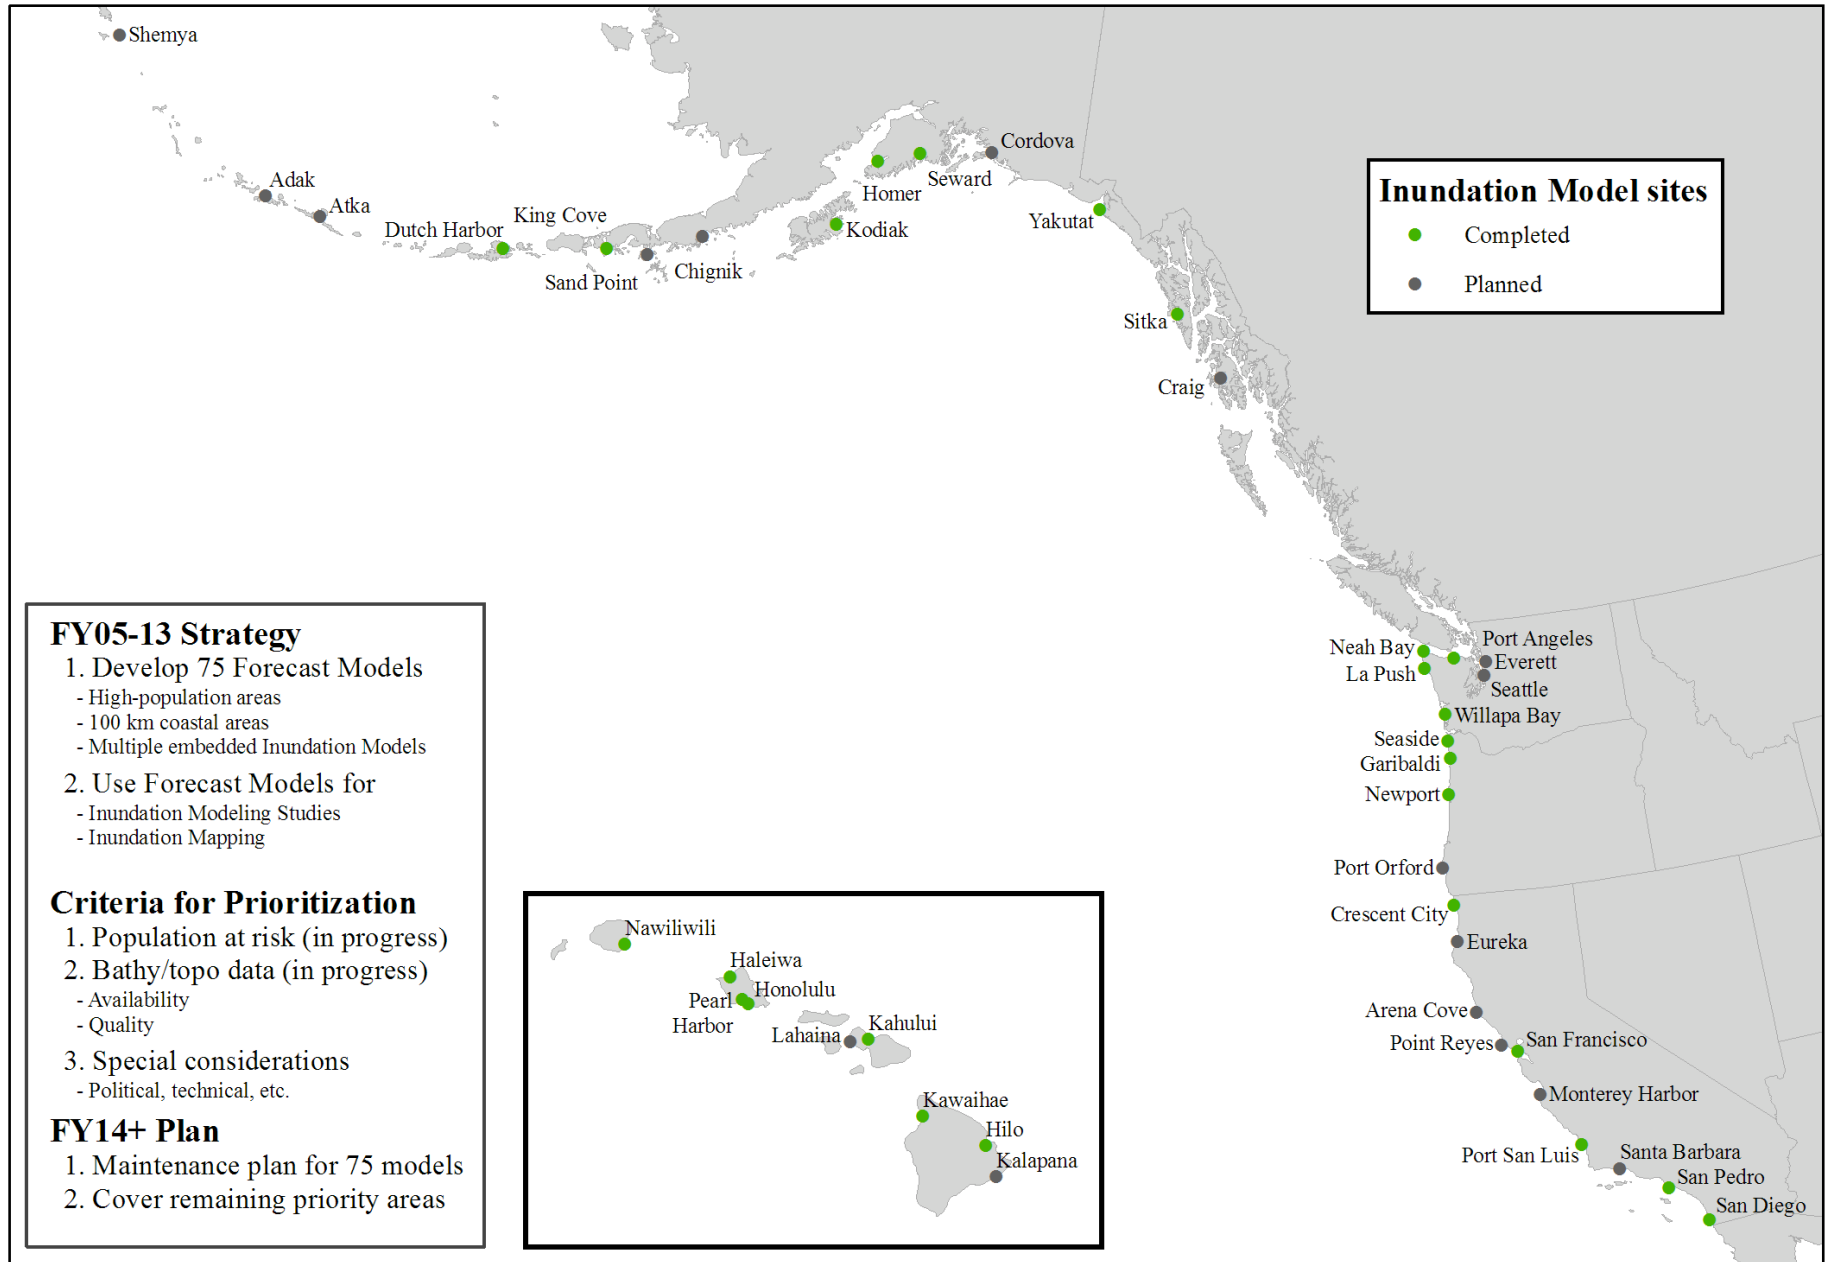 Shemya
Adak
Atka
Dutch Harbor
King Cove
Sand Point
Chignik
Homer
Seward
Kodiak
Cordova
Yakutat
Sitka
Craig
Inundation Model sites
Completed
Planned
Neah Bay
La Push
Port Angeles
Everett
Seattle
Willapa Bay
Seaside
Garibaldi
Newport
Port Orford
Crescent City
Eureka
Arena Cove
Point Reyes
San Francisco
Monterey Harbor
Port San Luis
Santa Barbara
San Pedro
San Diego
FY05-13 Strategy
1. Develop 75 Forecast Models
- High-population areas
- 100 km coastal areas
- Multiple embedded Inundation Models
2. Use Forecast Models for
- Inundation Modeling Studies
- Inundation Mapping
Criteria for Prioritization
1. Population at risk (in progress)
2. Bathy/topo data (in progress)
- Availability
- Quality
3. Special considerations
- Political, technical, etc.
FY14+ Plan
1. Maintenance plan for 75 models
2. Cover remaining priority areas
Nawiliwili
Haleiwa
Honolulu
Pearl
Harbor
Lahaina
Kahului
Kawaihae
Hilo
Kalapana